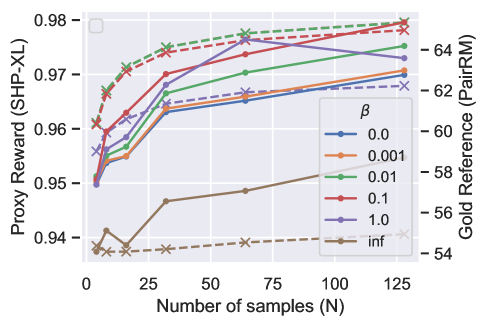 0.98
0.97
0.96
0.95
0.94
Proxy Reward (SHP-XL)
64
62
60
58
56
54
Gold Reference (PairRM)
β
0.0
0.001
0.01
0.1
1.0
inf
0 25 50 75 100 125
Number of samples (N)